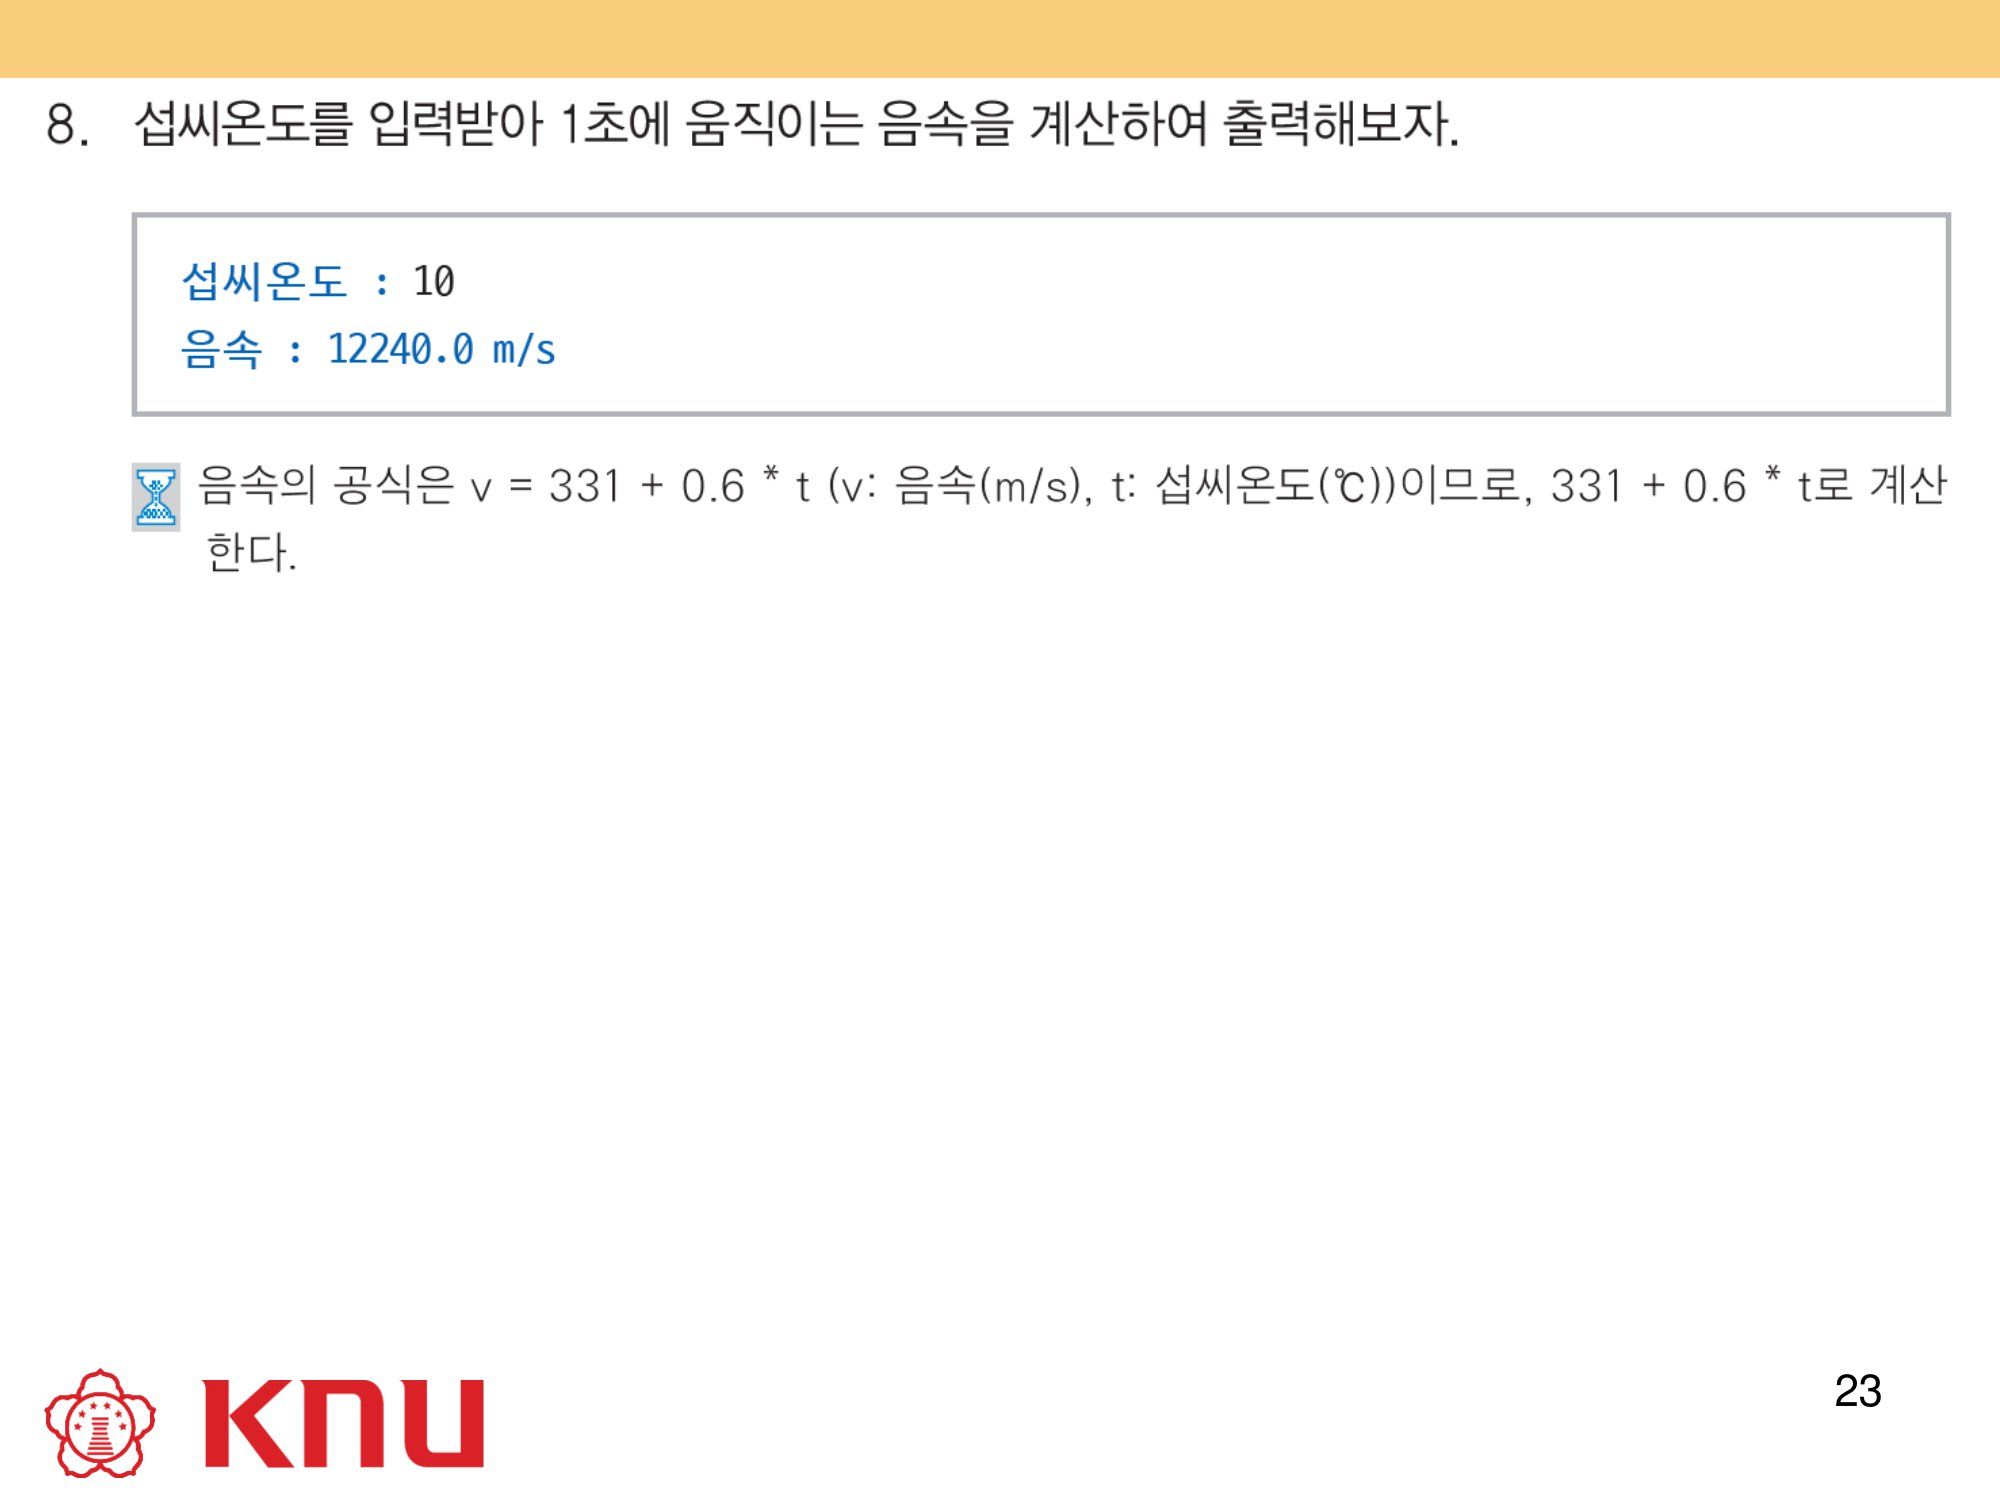 8. 섭씨온도를 입력받아 1초에 움직이는 음속을 계산하여 출력해보자.
섭씨온도 : 10
음속 : 12240.0 m/s
음속의 공식은 v = 331 + 0.6 * t (v: 음속(m/s), t: 섭씨온도(℃))이므로, 331 + 0.6 * t로 계산
한다.
KNU
23